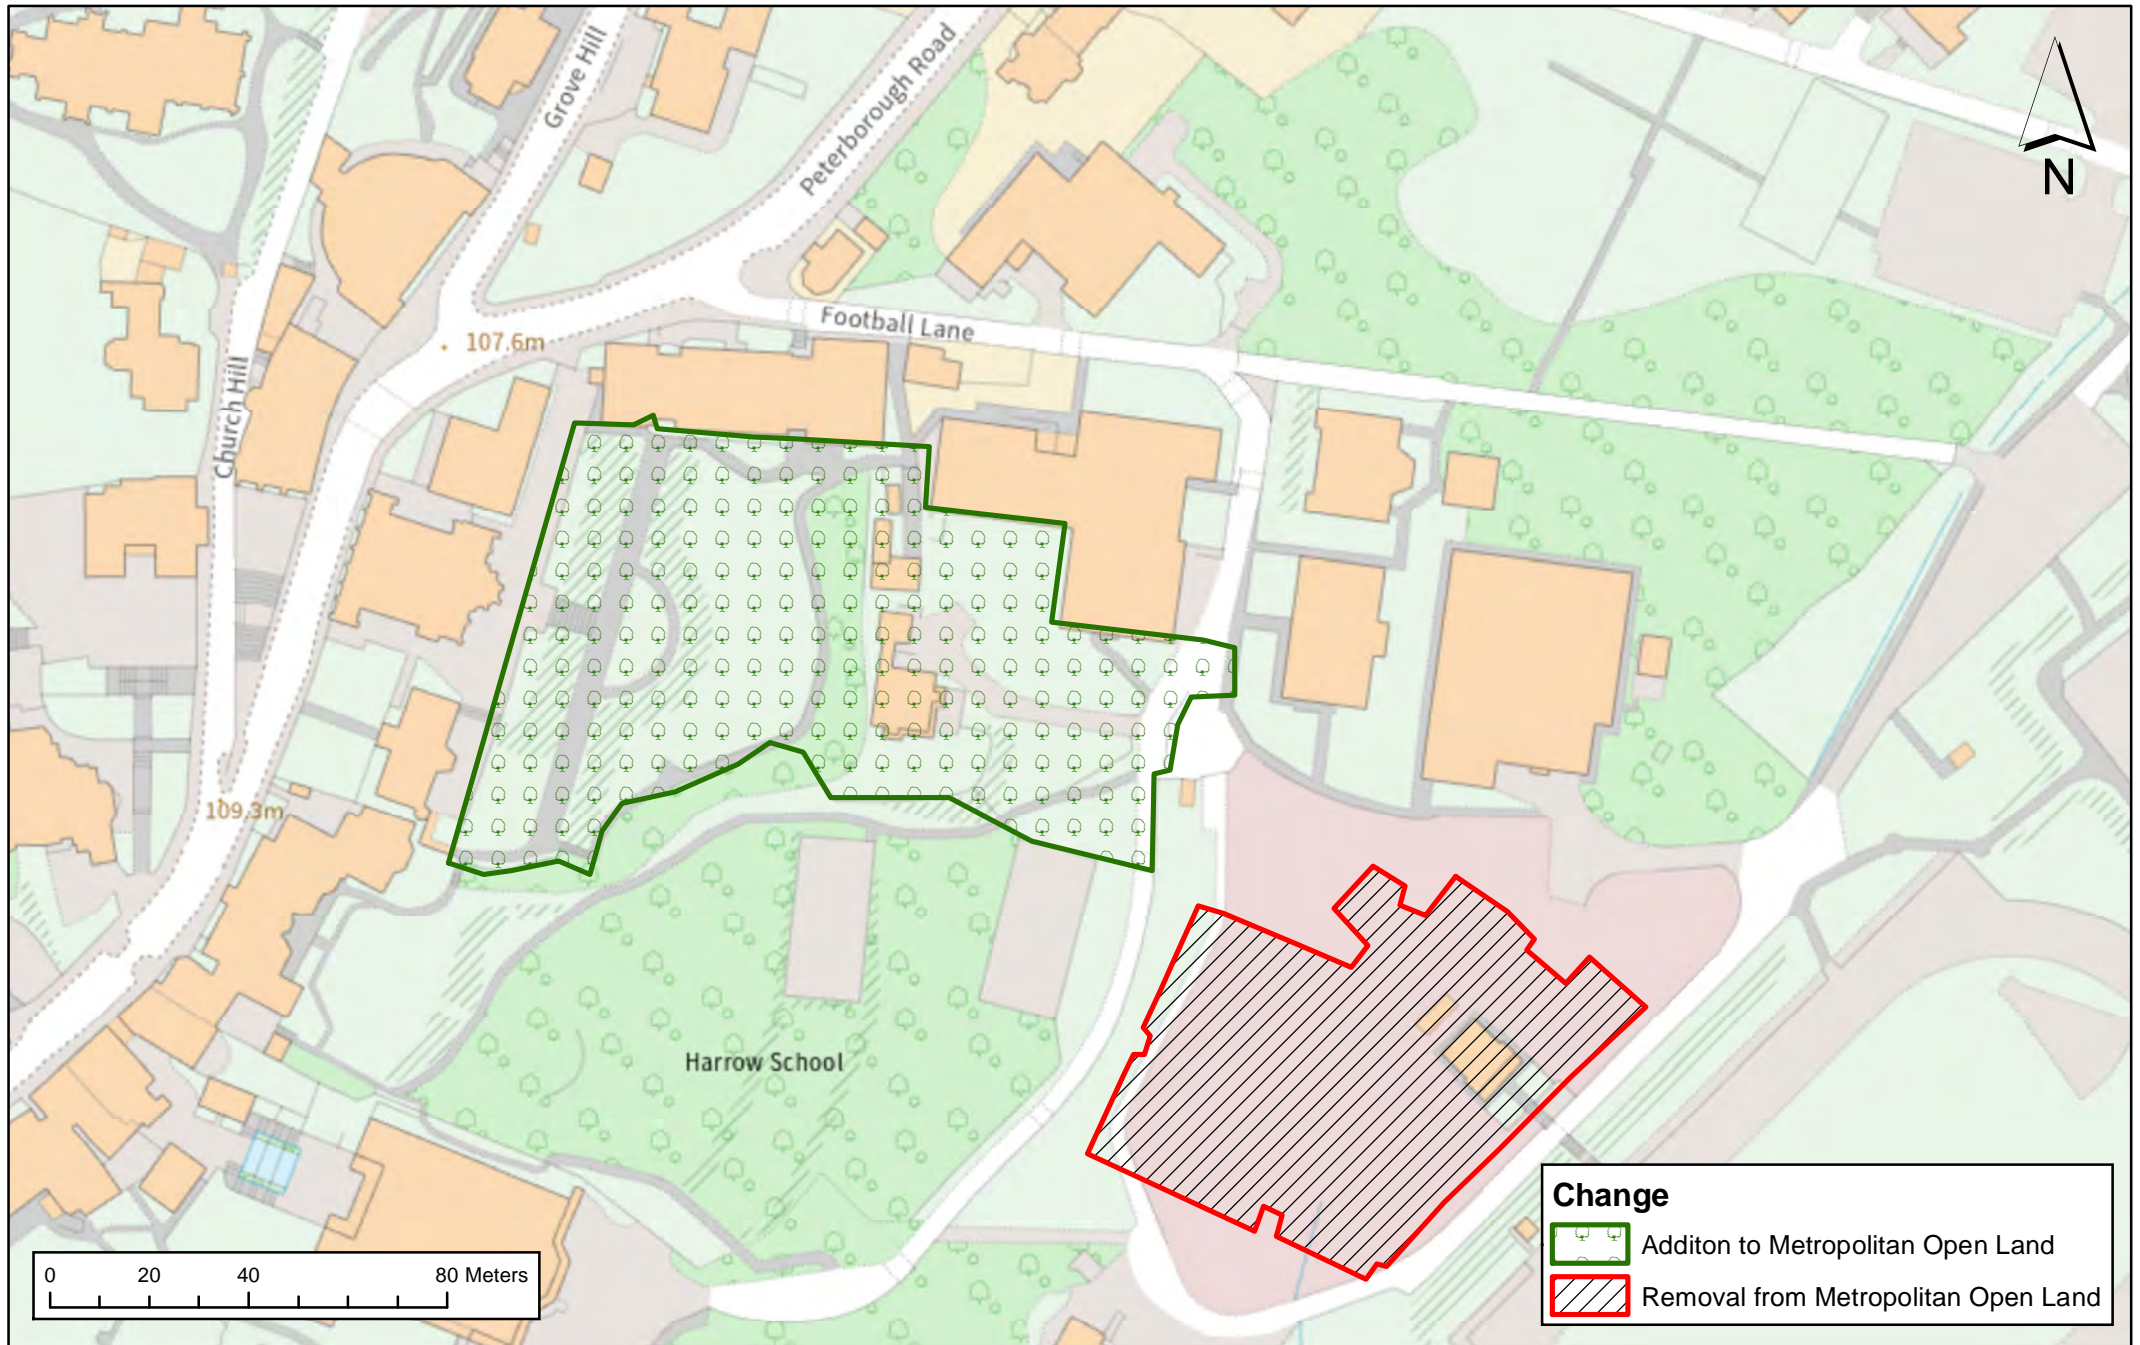 Grove Hill
Peterborough Road
N
Football Lane
107.6m
Church Hill
109.3m
Harrow School
Change
Additon to Metropolitan Open Land
Removal from Metropolitan Open Land
0 20 40 80 Meters